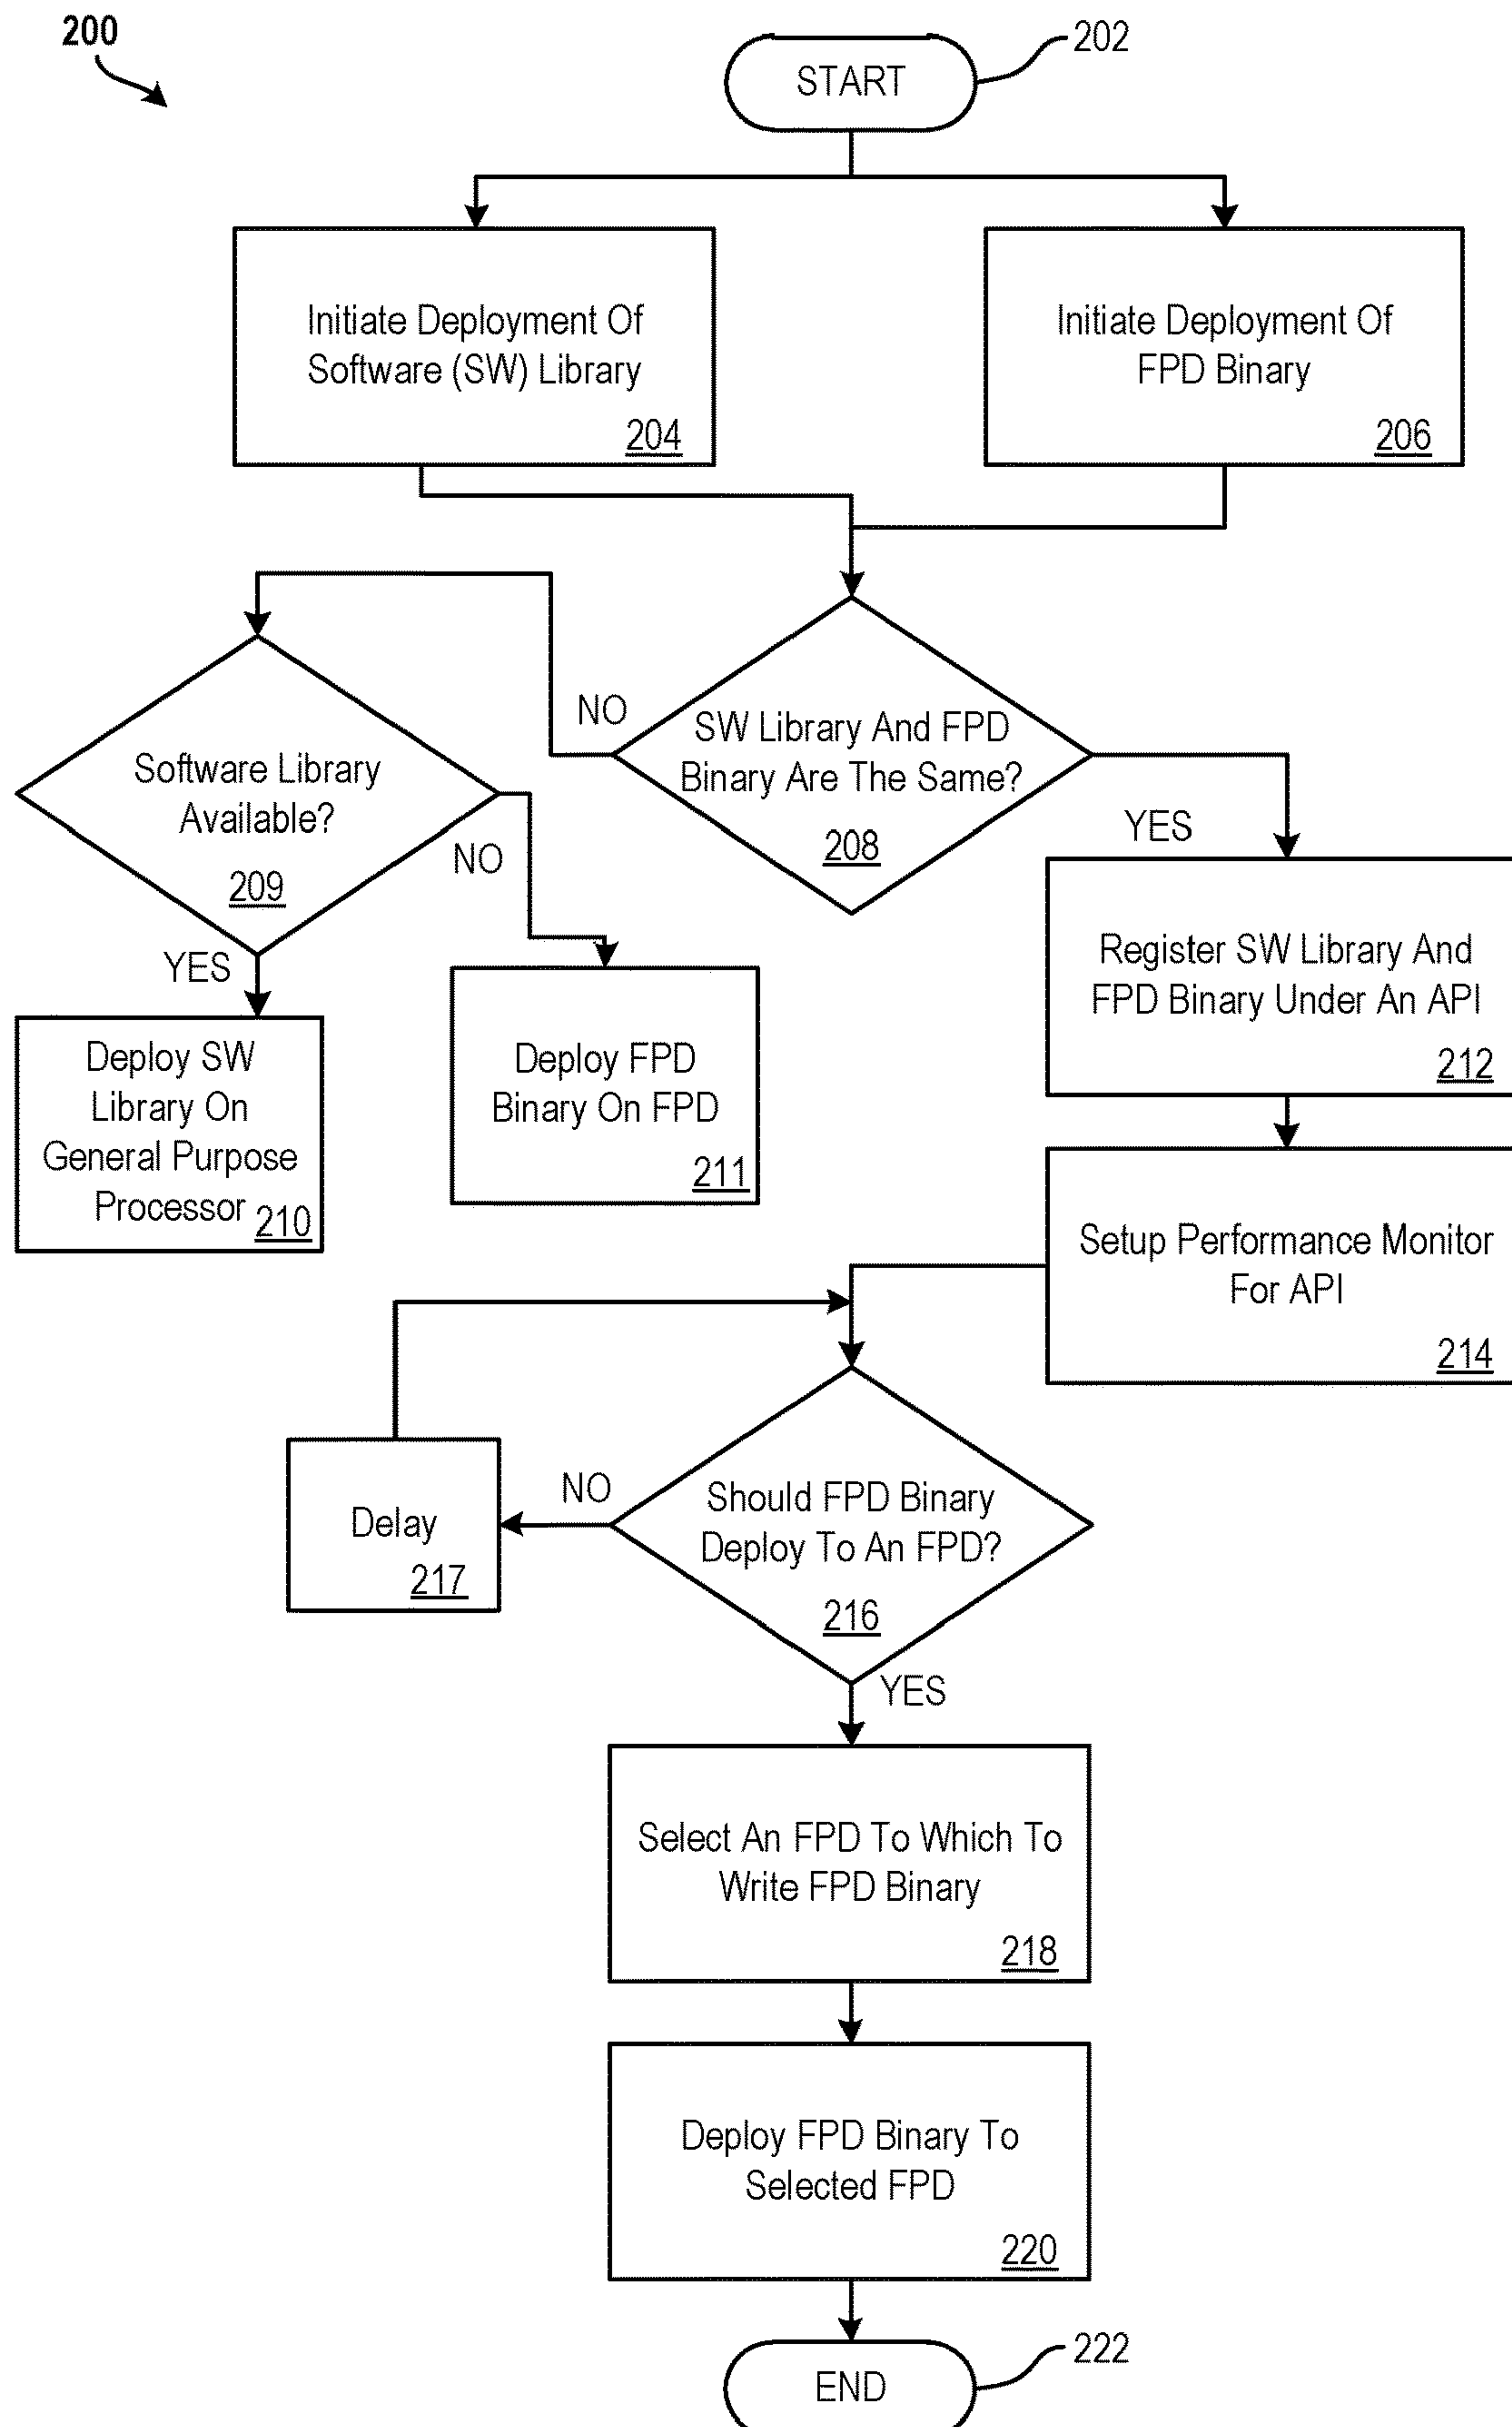 200
START
202
Initiate Deployment Of
Software (SW) Library
204
Initiate Deployment Of
FPD Binary
206
NO
SW Library And FPD
Binary Are The Same?
208
YES
Software Library
Available?
209
NO
YES
Deploy SW
Library On
General Purpose
Processor
210
Deploy FPD
Binary On FPD
211
Register SW Library And
FPD Binary Under An API
212
Setup Performance Monitor
For API
214
Should FPD Binary
Deploy To An FPD?
216
NO
Delay
217
YES
Select An FPD To Which To
Write FPD Binary
218
Deploy FPD Binary To
Selected FPD
220
END
222